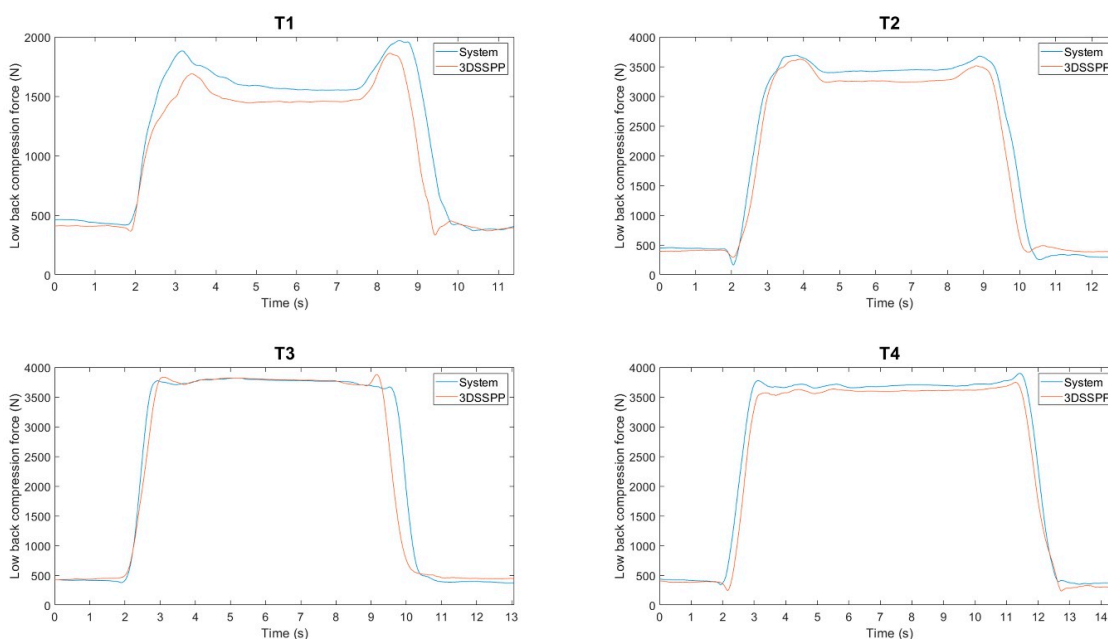 T1
Low back compression force (N)
2000
1500
1000
500
0
0 1 2 3 4 5 6 7 8 9 10 11
Time (s)
System
3DSSPP
T2
Low back compression force (N)
4000
3500
3000
2500
2000
1500
1000
500
0
0 1 2 3 4 5 6 7 8 9 10 11 12
Time (s)
System
3DSSPP
T3
Low back compression force (N)
4000
3500
3000
2500
2000
1500
1000
500
0
0 1 2 3 4 5 6 7 8 9 10 11 12 13
Time (s)
System
3DSSPP
T4
Low back compression force (N)
4000
3500
3000
2500
2000
1500
1000
500
0
0 1 2 3 4 5 6 7 8 9 10 11 12 13 14
Time (s)
System
3DSSPP